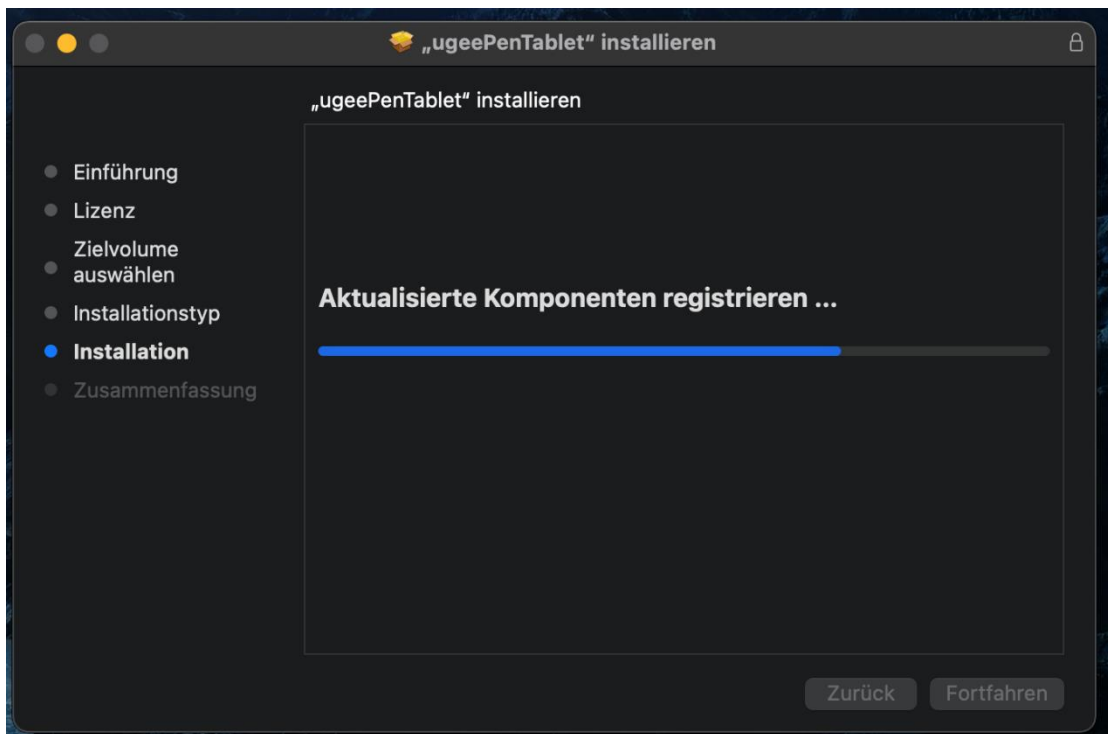 „ugeePenTablet“ installieren
„ugeePenTablet“ installieren
Einführung
Lizenz
Zielvolume
auswählen
Installationstyp
Installation
Zusammenfassung
Aktualisierte Komponenten registrieren ...
Zurück
Fortfahren